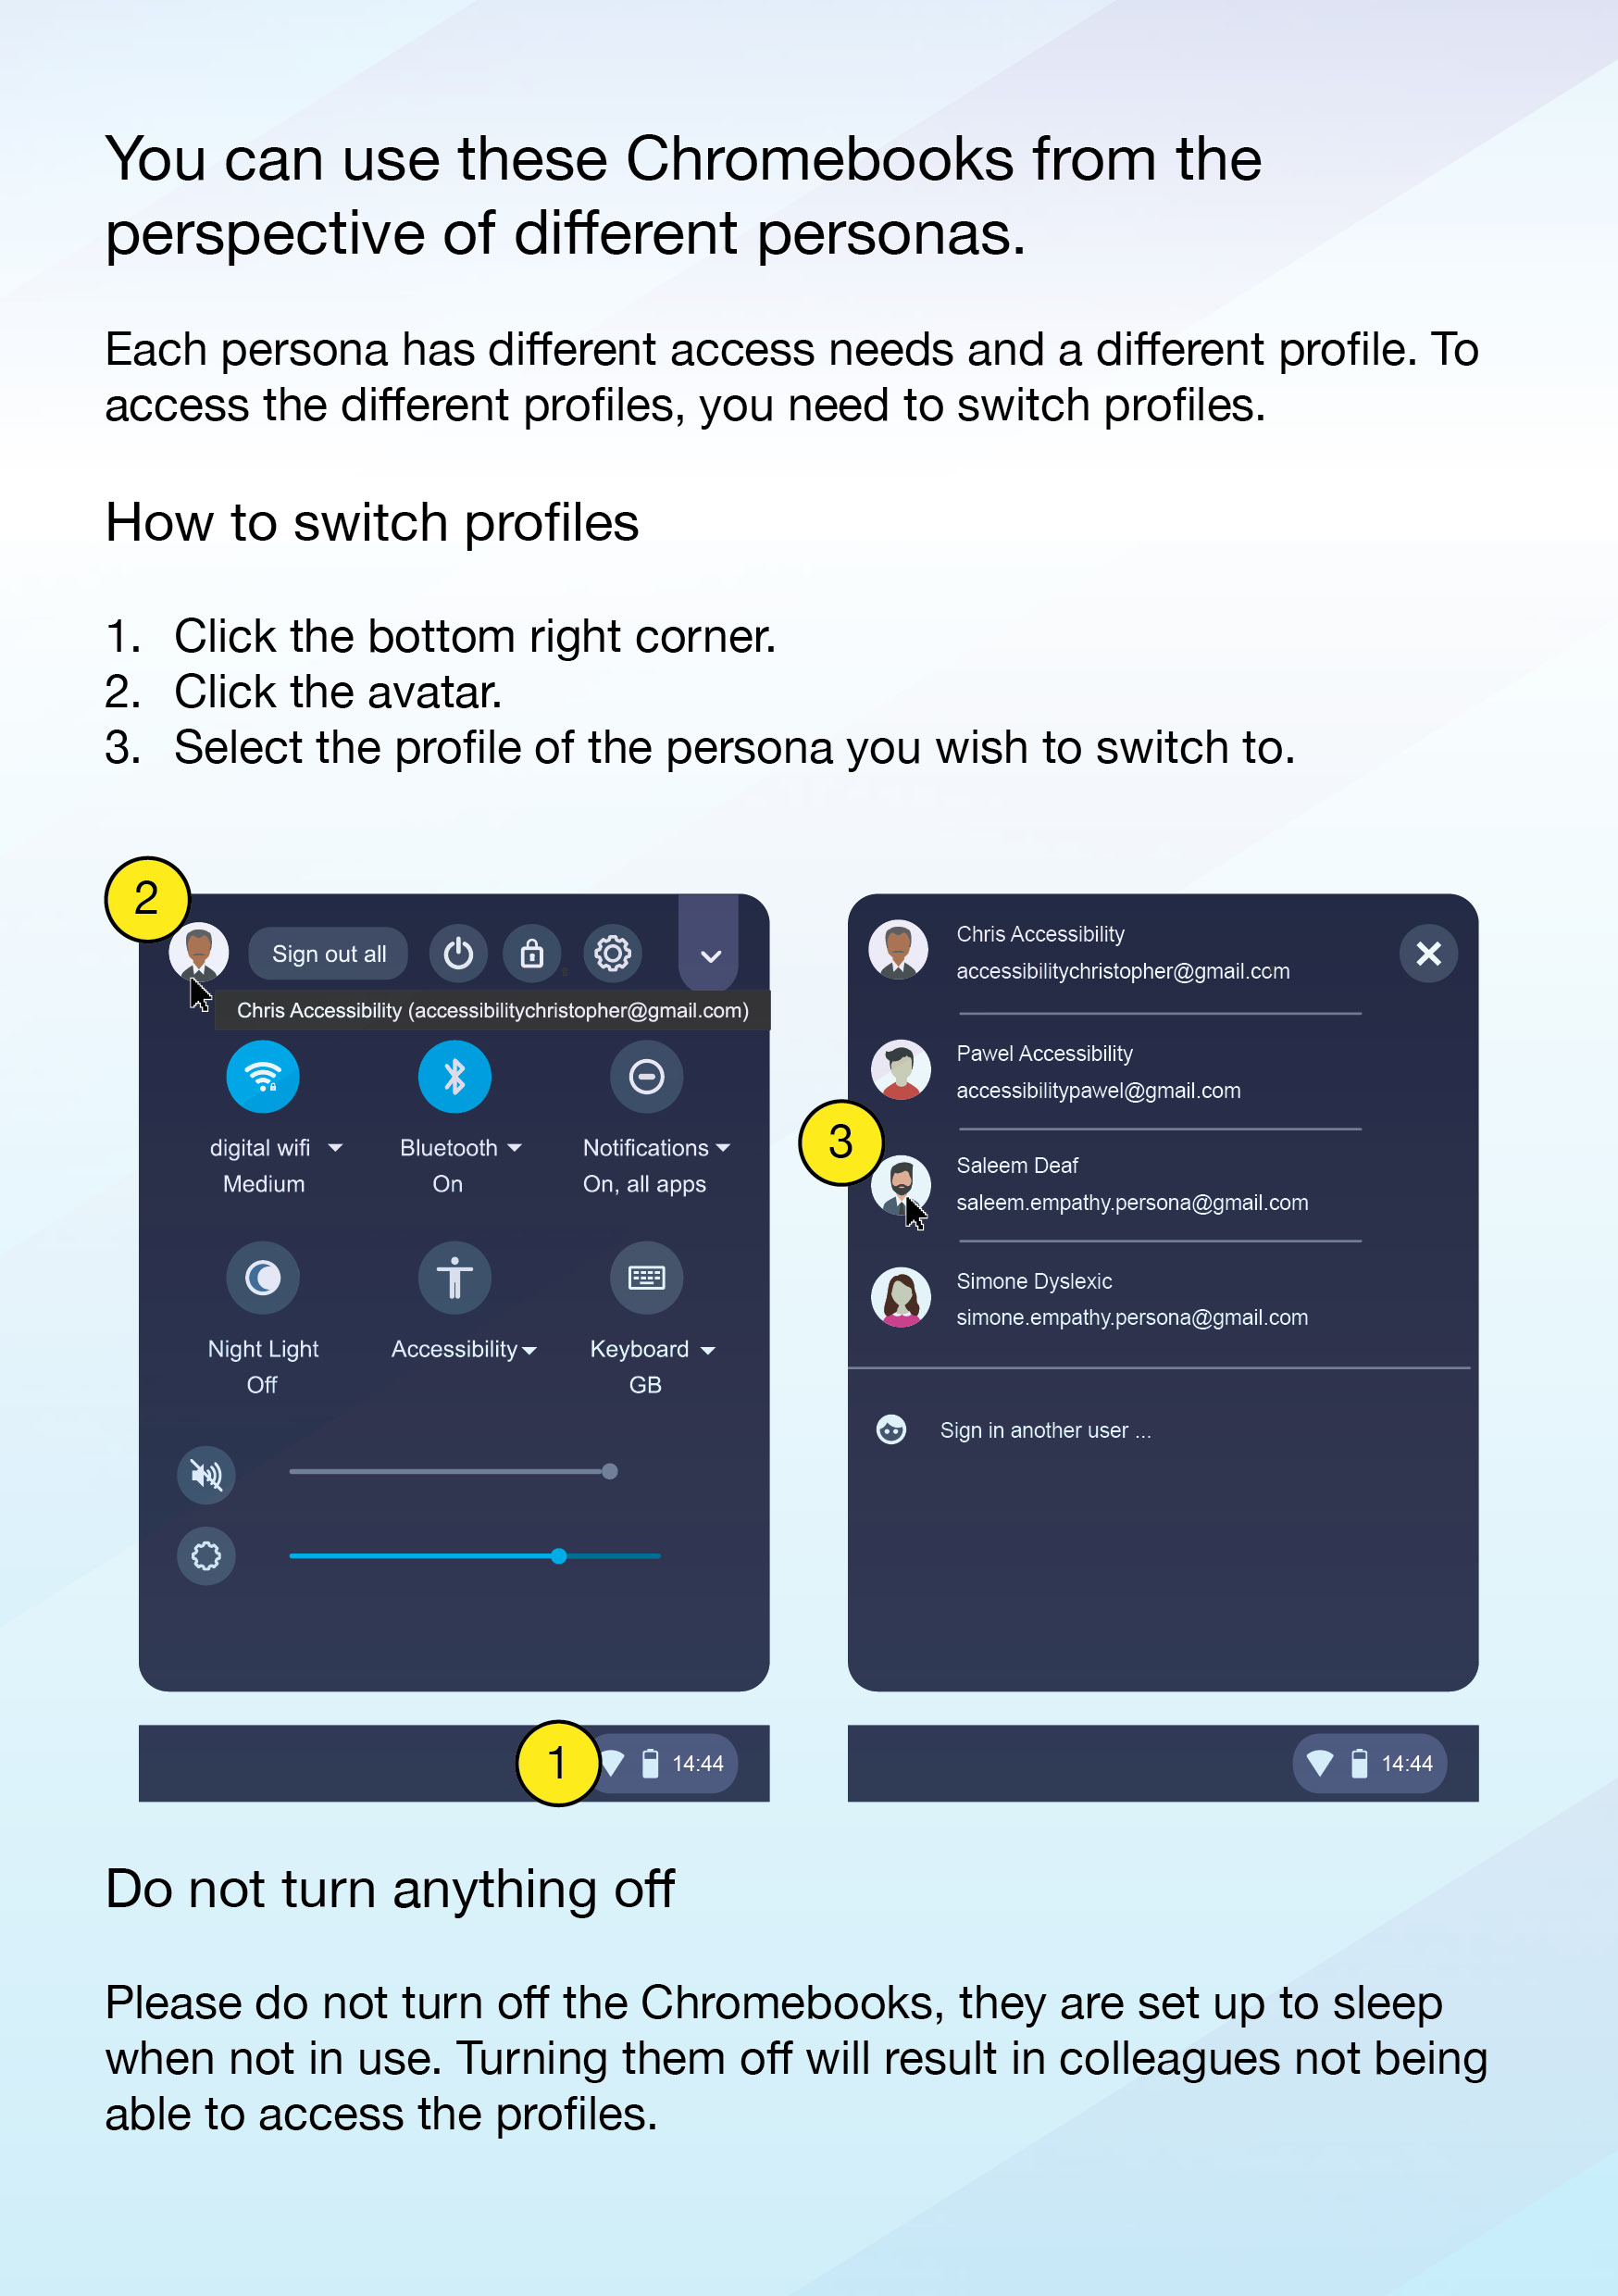 You can use these Chromebooks from the
perspective of different personas.
Each persona has different access needs and a different profile. To
access the different profiles, you need to switch profiles.
How to switch profiles
1. Click the bottom right corner.
2. Click the avatar.
3. Select the profile of the persona you wish to switch to.
2
Sign out all
Chris Accessibility (accessibilitychristopher@gmail.com)
digital wifi
Medium
Bluetooth
On
Notifications
On, all apps
Night Light
Off
Accessibility
Keyboard
GB
1
14:44
Chris Accessibility
accessibilitychristopher@gmail.com
Pawel Accessibility
accessibilitypawel@gmail.com
3
Saleem Deaf
saleem.empathy.persona@gmail.com
Simone Dyslexic
simone.empathy.persona@gmail.com
Sign in another user ...
14:44
Do not turn anything off
Please do not turn off the Chromebooks, they are set up to sleep
when not in use. Turning them off will result in colleagues not being
able to access the profiles.